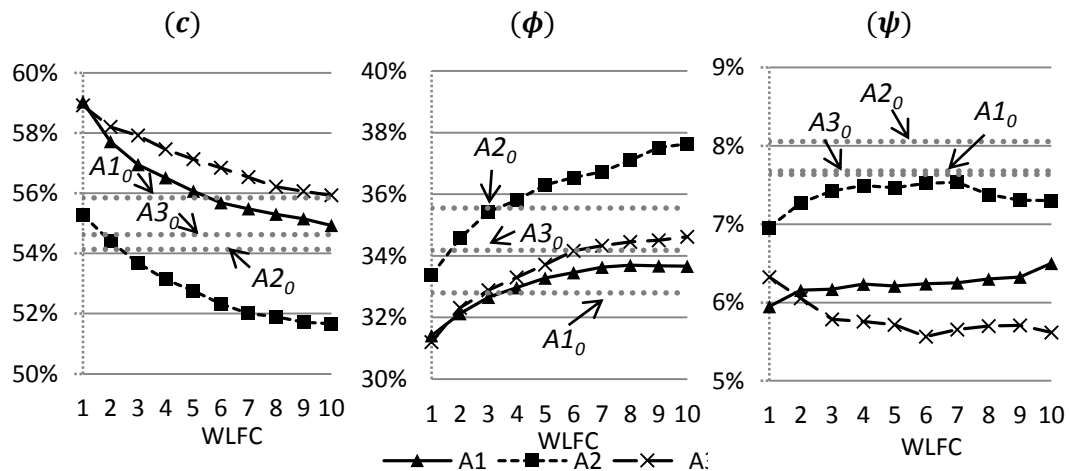 (c)
60%
58%
56%
54%
52%
50%
A1₀
A3₀
A2₀
1 2 3 4 5 6 7 8 9 10
WLFC
(ϕ)
40%
38%
36%
34%
32%
30%
A2₀
A3₀
A1₀
1 2 3 4 5 6 7 8 9 10
WLFC
(ψ)
9%
8%
7%
6%
5%
A2₀
A3₀
A1₀
1 2 3 4 5 6 7 8 9 10
WLFC
A1 A2 A3